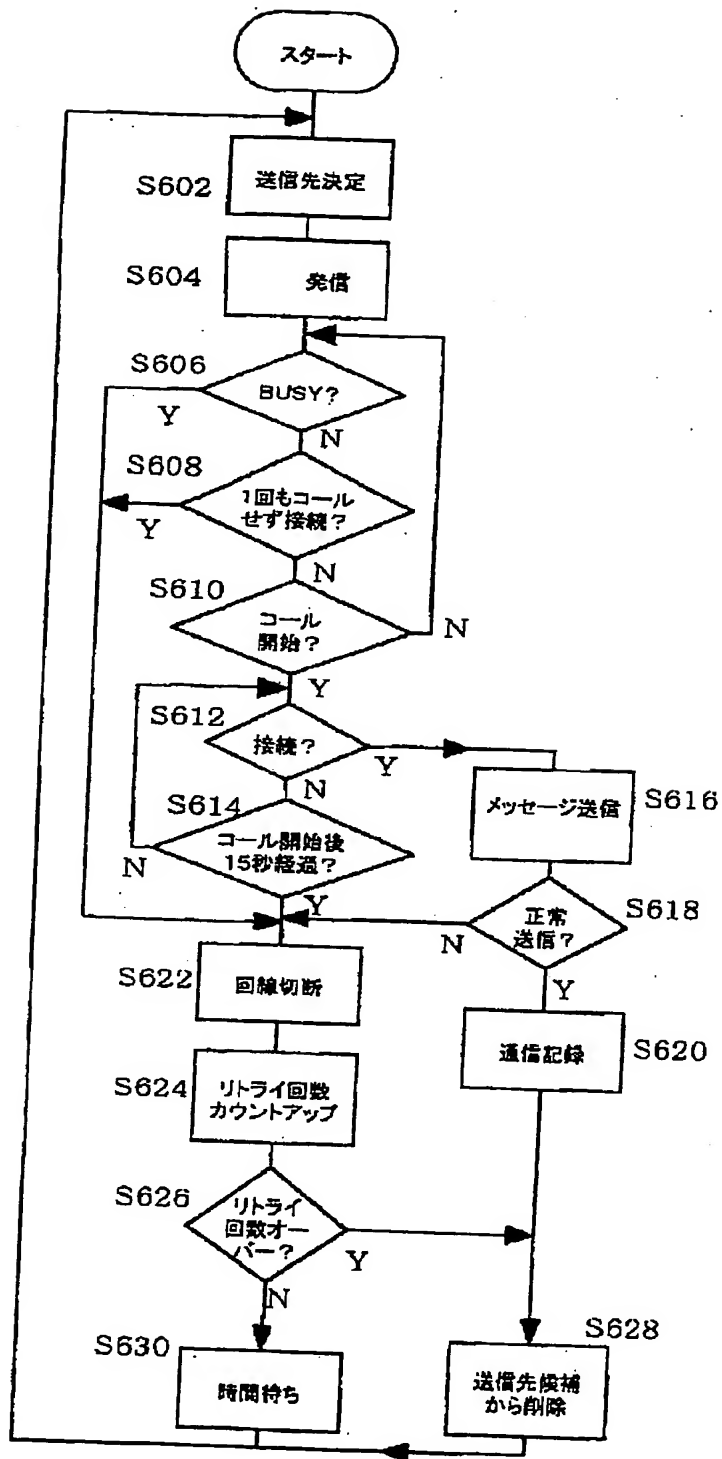 スタート
S602
送信先決定
S604
発信
S606
BUSY?
Y
N
S608
1回もコール
せず接続?
Y
N
S610
コール
開始?
N
Y
S612
接続?
Y
N
S614
コール開始後
15秒経過?
N
Y
メッセージ送信
S616
正常
送信?
S618
N
Y
S622
回線切断
通信記録
S620
S624
リトライ回数
カウントアップ
S626
リトライ
回数オー
バー?
Y
N
S630
時間待ち
S628
送信先候補
から削除